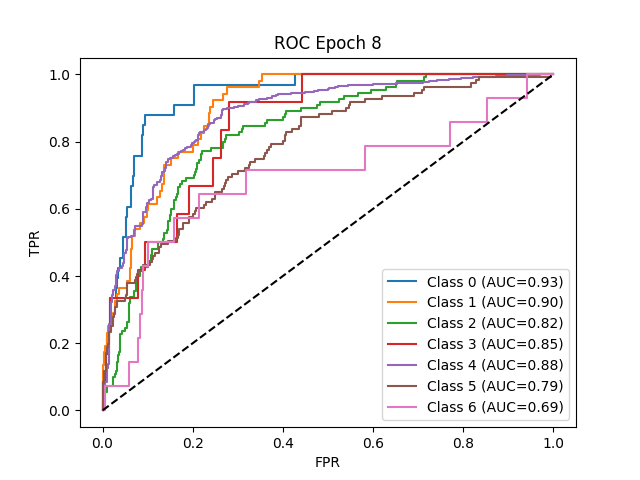 ROC Epoch 8
TPR
1.0
0.8
0.6
0.4
0.2
0.0
Class 0 (AUC=0.93)
Class 1 (AUC=0.90)
Class 2 (AUC=0.82)
Class 3 (AUC=0.85)
Class 4 (AUC=0.88)
Class 5 (AUC=0.79)
Class 6 (AUC=0.69)
0.0 0.2 0.4 0.6 0.8 1.0
FPR